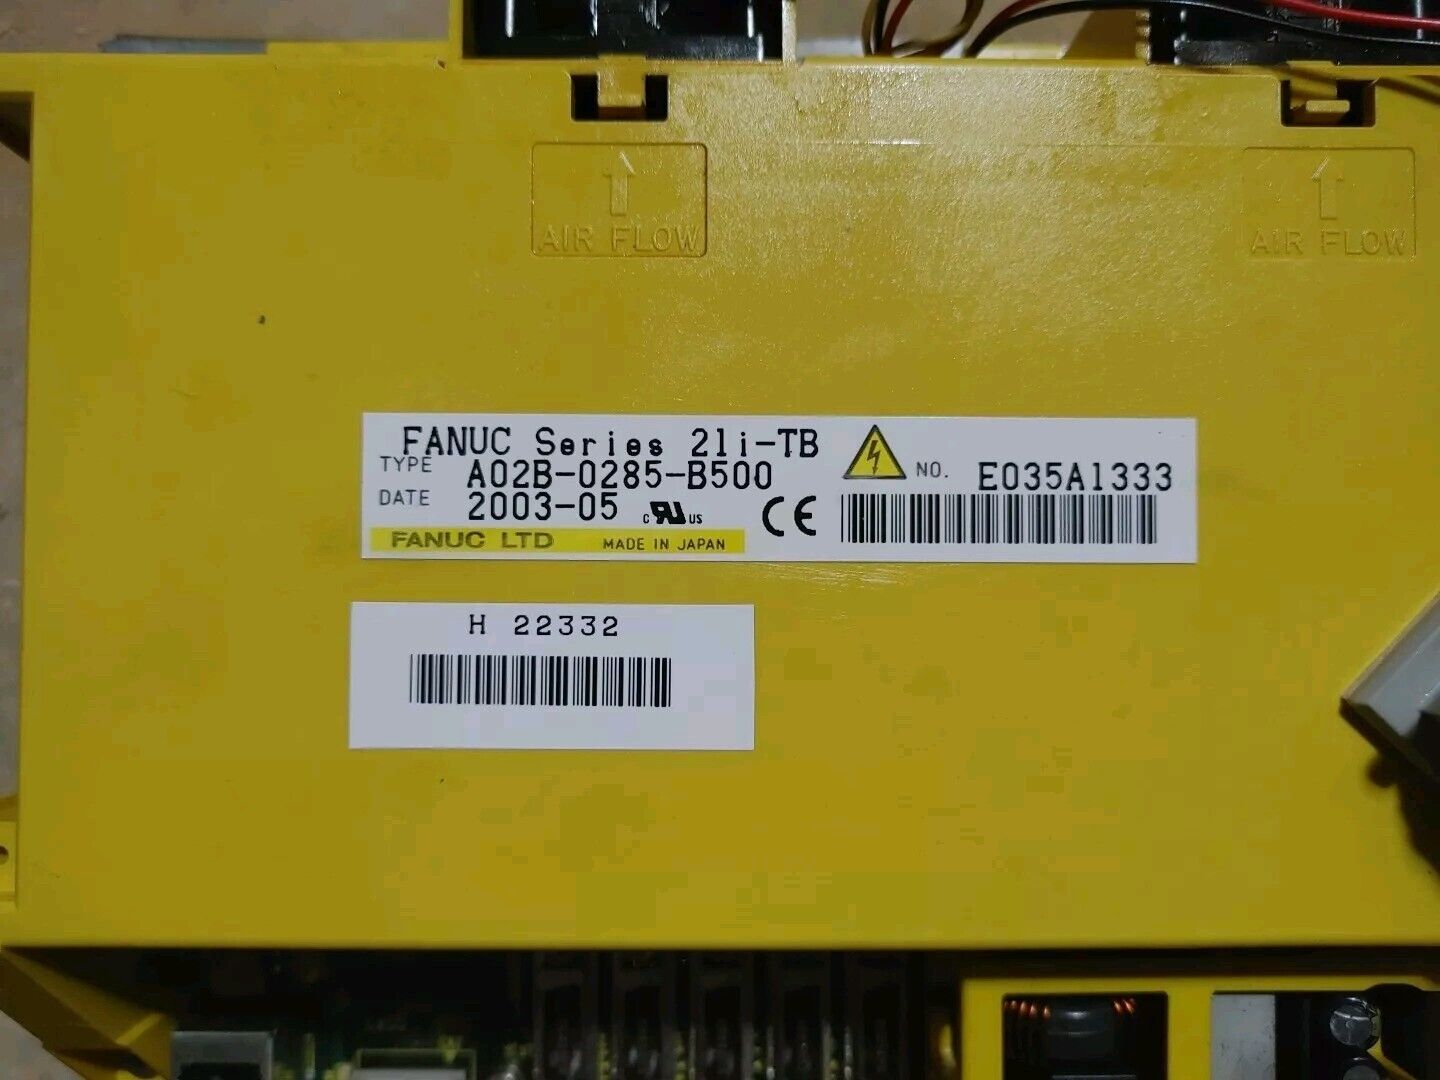 AIR FLOW
AIR FLOW
FANUC Series 21i-TB
TYPE A02B-0285-B500
NO. E035A1333
DATE 2003-05
c RU US CE
FANUC LTD MADE IN JAPAN
H 22332